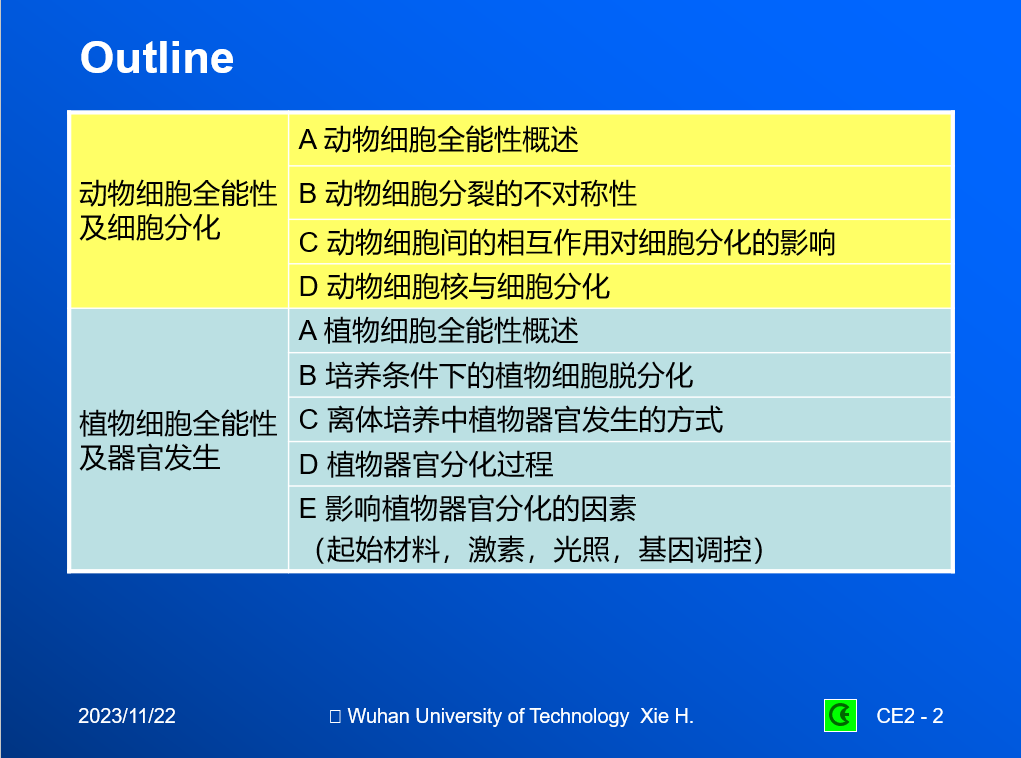 Outline
动物细胞全能性
及细胞分化
A 动物细胞全能性概述
B 动物细胞分裂的不对称性
C 动物细胞间的相互作用对细胞分化的影响
D 动物细胞核与细胞分化
植物细胞全能性
及器官发生
A 植物细胞全能性概述
B 培养条件下的植物细胞脱分化
C 离体培养中植物器官发生的方式
D 植物器官分化过程
E 影响植物器官分化的因素
（起始材料，激素，光照，基因调控）
2023/11/22
Wuhan University of Technology Xie H.
CE2 - 2